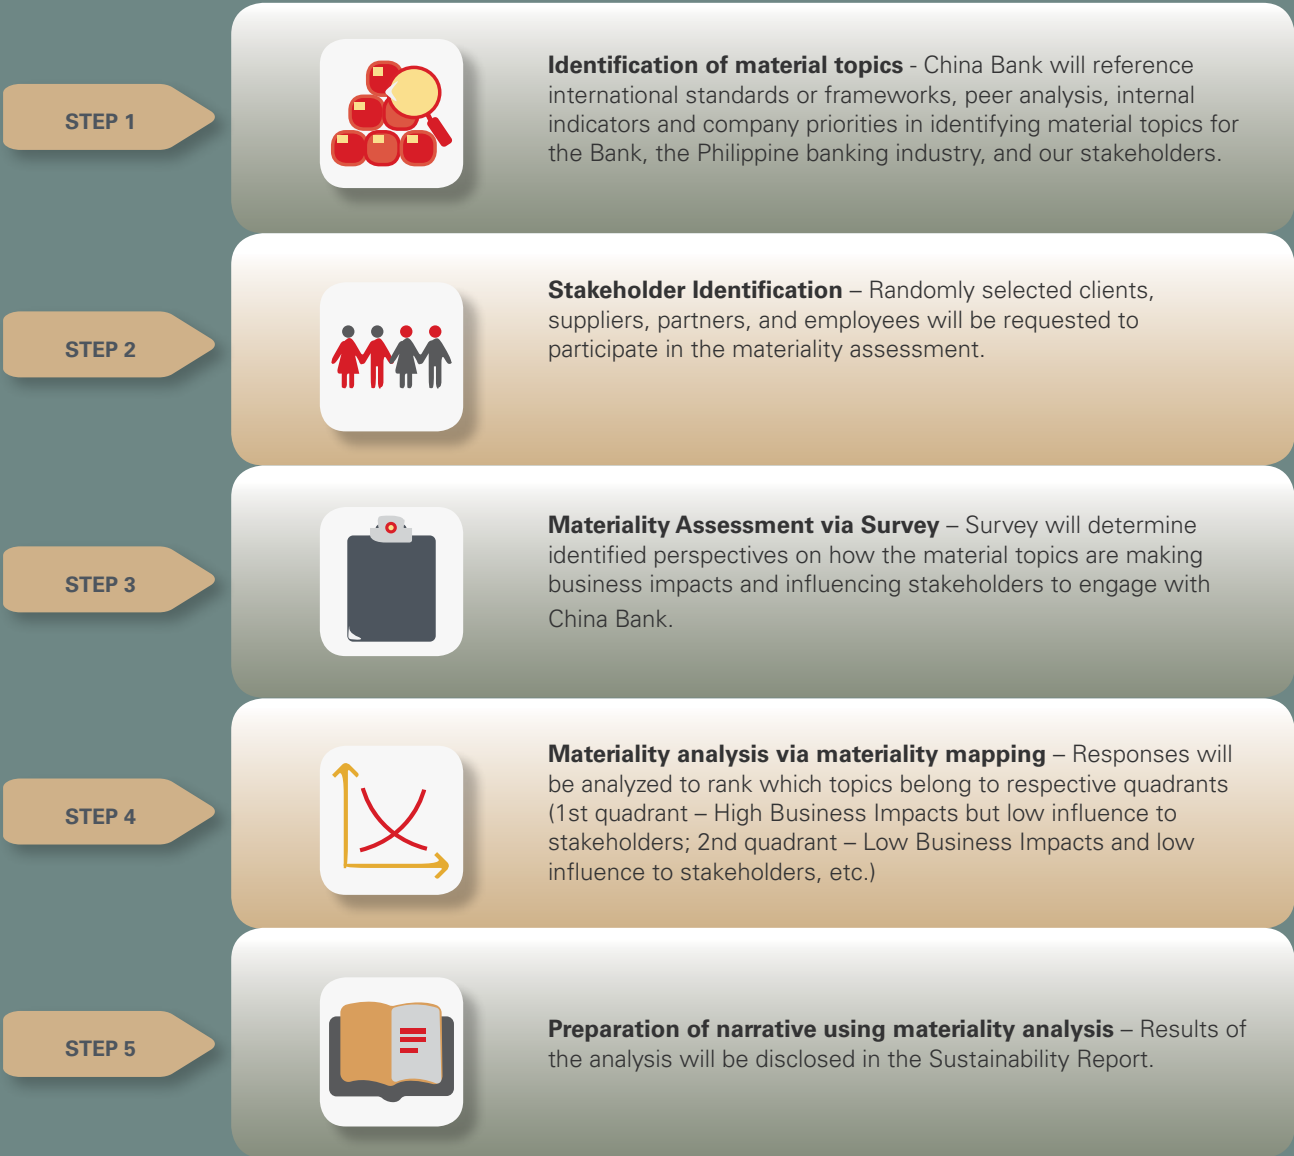 STEP 1
Identification of material topics - China Bank will reference
international standards or frameworks, peer analysis, internal
indicators and company priorities in identifying material topics for
the Bank, the Philippine banking industry, and our stakeholders.
STEP 2
Stakeholder Identification – Randomly selected clients,
suppliers, partners, and employees will be requested to
participate in the materiality assessment.
STEP 3
Materiality Assessment via Survey – Survey will determine
identified perspectives on how the material topics are making
business impacts and influencing stakeholders to engage with
China Bank.
STEP 4
Materiality analysis via materiality mapping – Responses will
be analyzed to rank which topics belong to respective quadrants
(1st quadrant – High Business Impacts but low influence to
stakeholders; 2nd quadrant – Low Business Impacts and low
influence to stakeholders, etc.)
STEP 5
Preparation of narrative using materiality analysis – Results of
the analysis will be disclosed in the Sustainability Report.